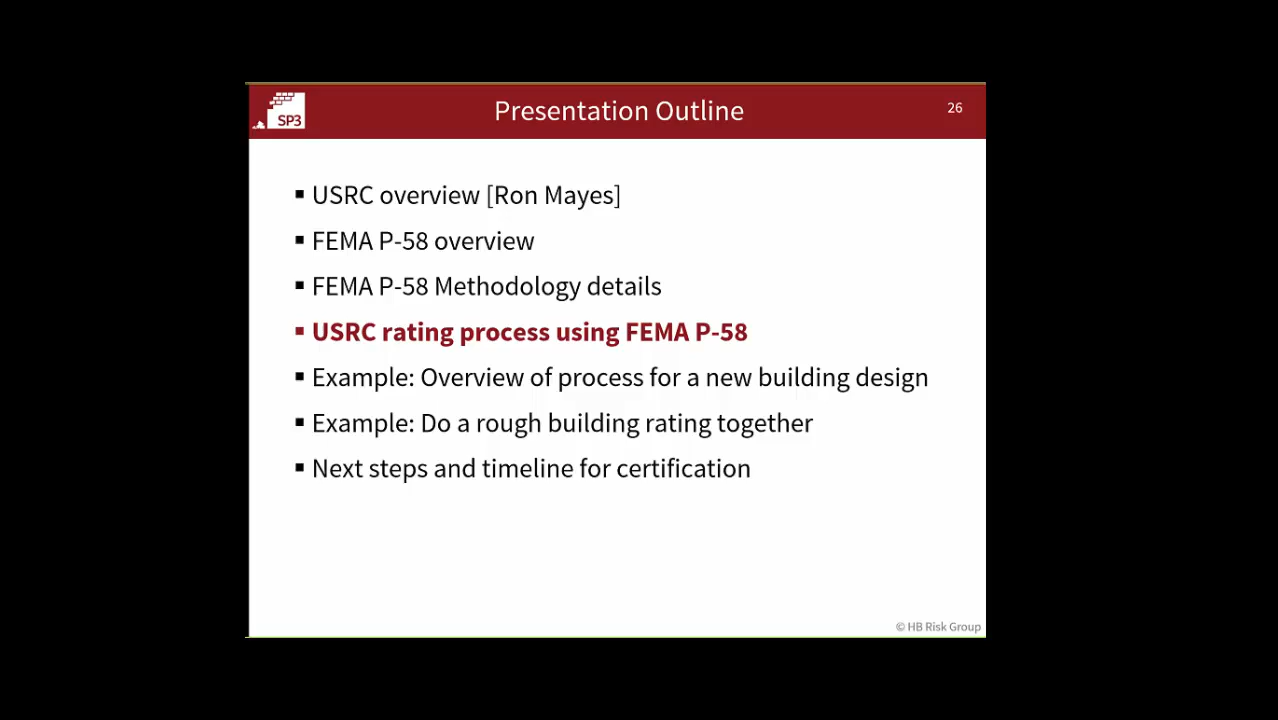 SP3
Presentation Outline
26
▪ USRC overview [Ron Mayes]
▪ FEMA P-58 overview
▪ FEMA P-58 Methodology details
▪ USRC rating process using FEMA P-58
▪ Example: Overview of process for a new building design
▪ Example: Do a rough building rating together
▪ Next steps and timeline for certification
© HB Risk Group